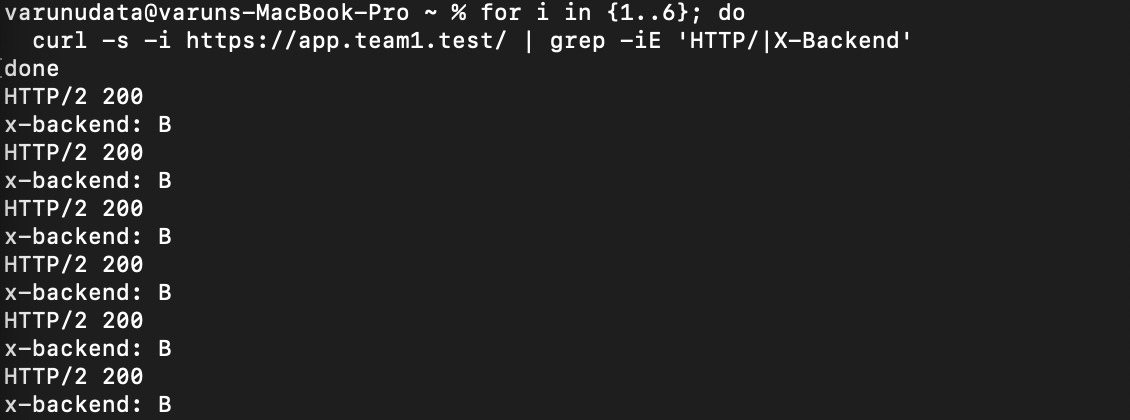 varunudata@varuns-MacBook-Pro ~ % for i in {1..6}; do
  curl -s -i https://app.team1.test/ | grep -iE 'HTTP/|X-Backend'
done
HTTP/2 200
x-backend: B
HTTP/2 200
x-backend: B
HTTP/2 200
x-backend: B
HTTP/2 200
x-backend: B
HTTP/2 200
x-backend: B
HTTP/2 200
x-backend: B